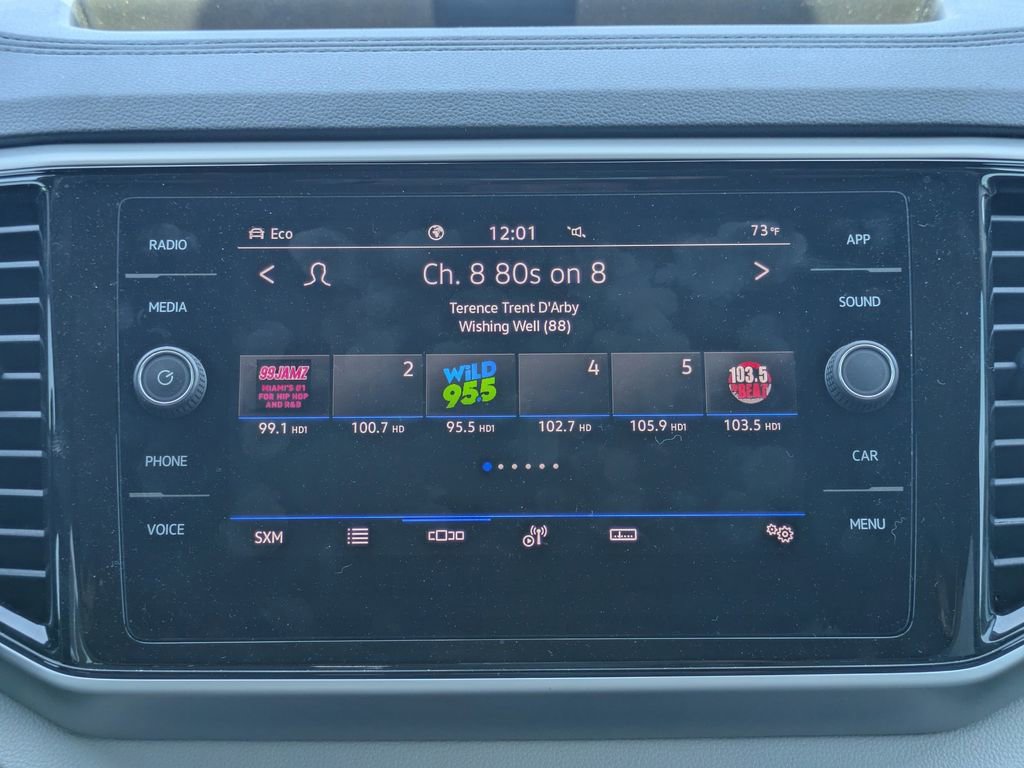 RADIO
MEDIA
PHONE
VOICE
Eco
12:01
73 °F
< Ch. 8 80s on 8 >
Terence Trent D'Arby
Wishing Well (88)
99JAMZ
MIAMI'S #1
FOR HIP HOP
AND R&B
2
WiLD
95.5
4
5
103.5
99.1 HD1
100.7 HD
95.5 HD1
102.7 HD
105.9 HD1
103.5 HD1
SXM
APP
SOUND
CAR
MENU